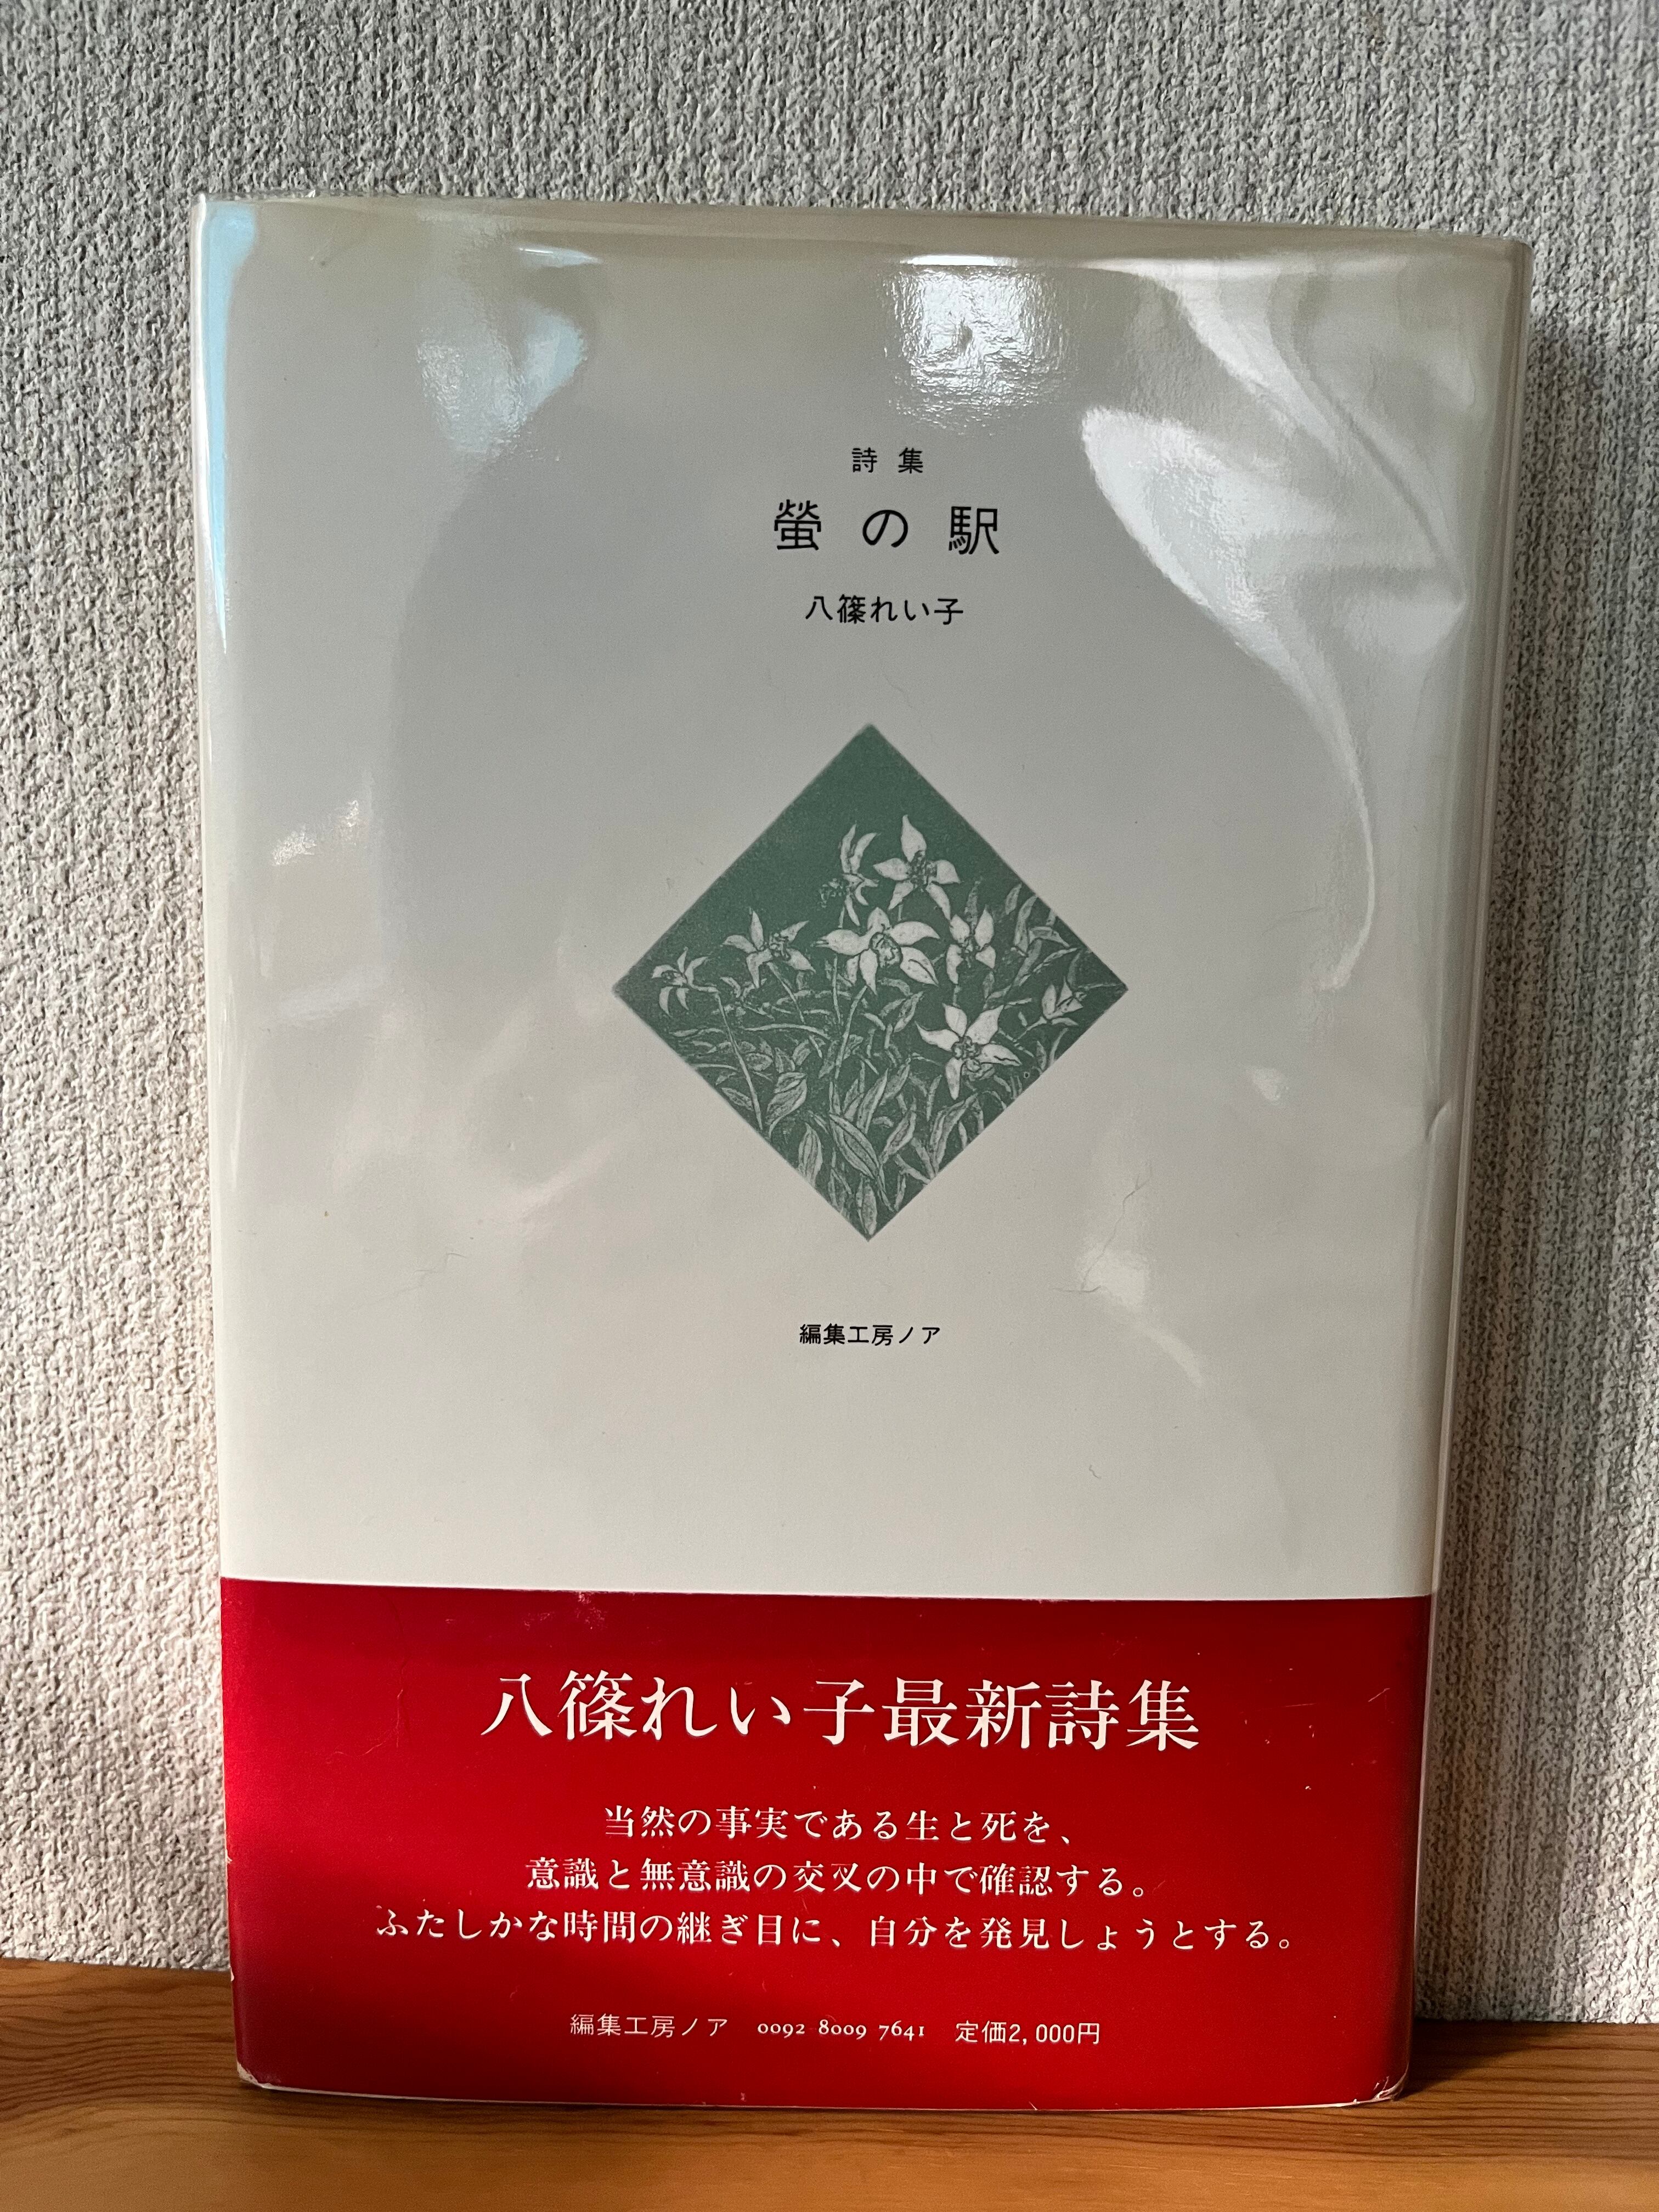 詩集
螢の駅
八篠れい子
編集工房ノア
八篠れい子最新詩集
当然の事実である生と死を、
意識と無意識の交叉の中で確認する。
ふたしかな時間の継ぎ目に、自分を発見しょうとする。
編集工房ノア 0092 8009 7641 定価2,000円